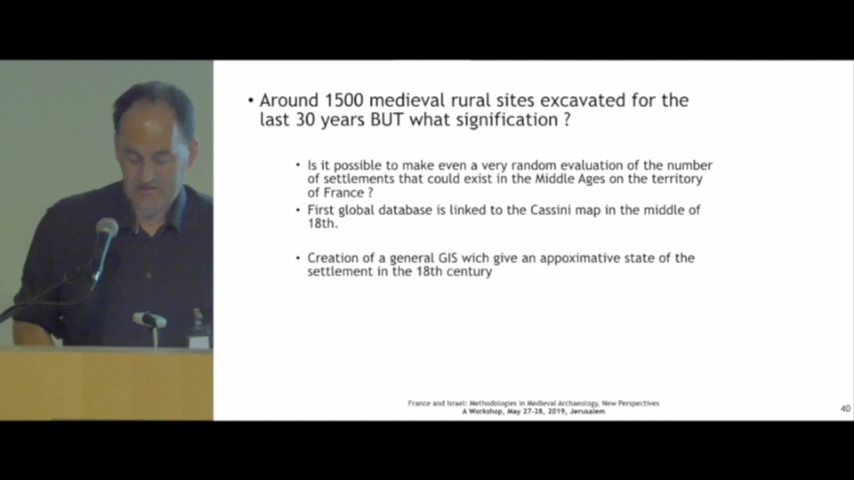 • Around 1500 medieval rural sites excavated for the
last 30 years BUT what signification ?
• Is it possible to make even a very random evaluation of the number
of settlements that could exist in the Middle Ages on the territory
of France ?
• First global database is linked to the Cassini map in the middle of
18th.
• Creation of a general GIS wich give an appoximative state of the
settlement in the 18th century
France and Israel: Methodologies in Medieval Archaeology, New Perspectives
A Workshop, May 27-28, 2019, Jerusalem
40